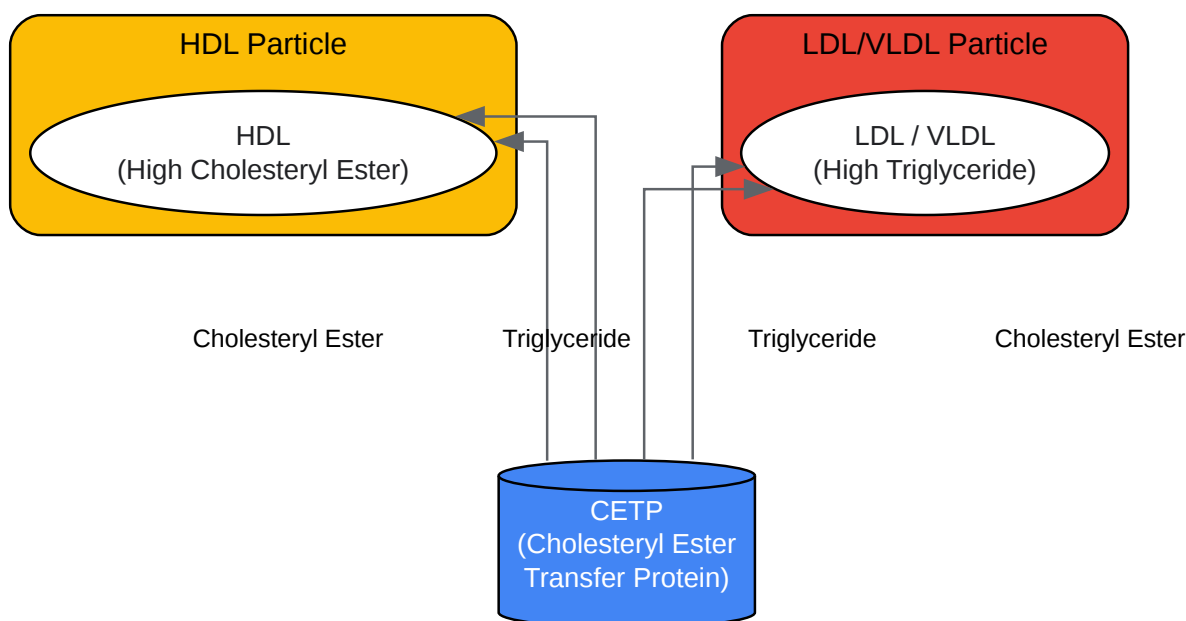 HDL Particle
LDL/VLDL Particle
HDL
(High Cholesteryl Ester)
LDL / VLDL
(High Triglyceride)
Cholesteryl Ester
Triglyceride
Triglyceride
Cholesteryl Ester
CETP
(Cholesteryl Ester
Transfer Protein)